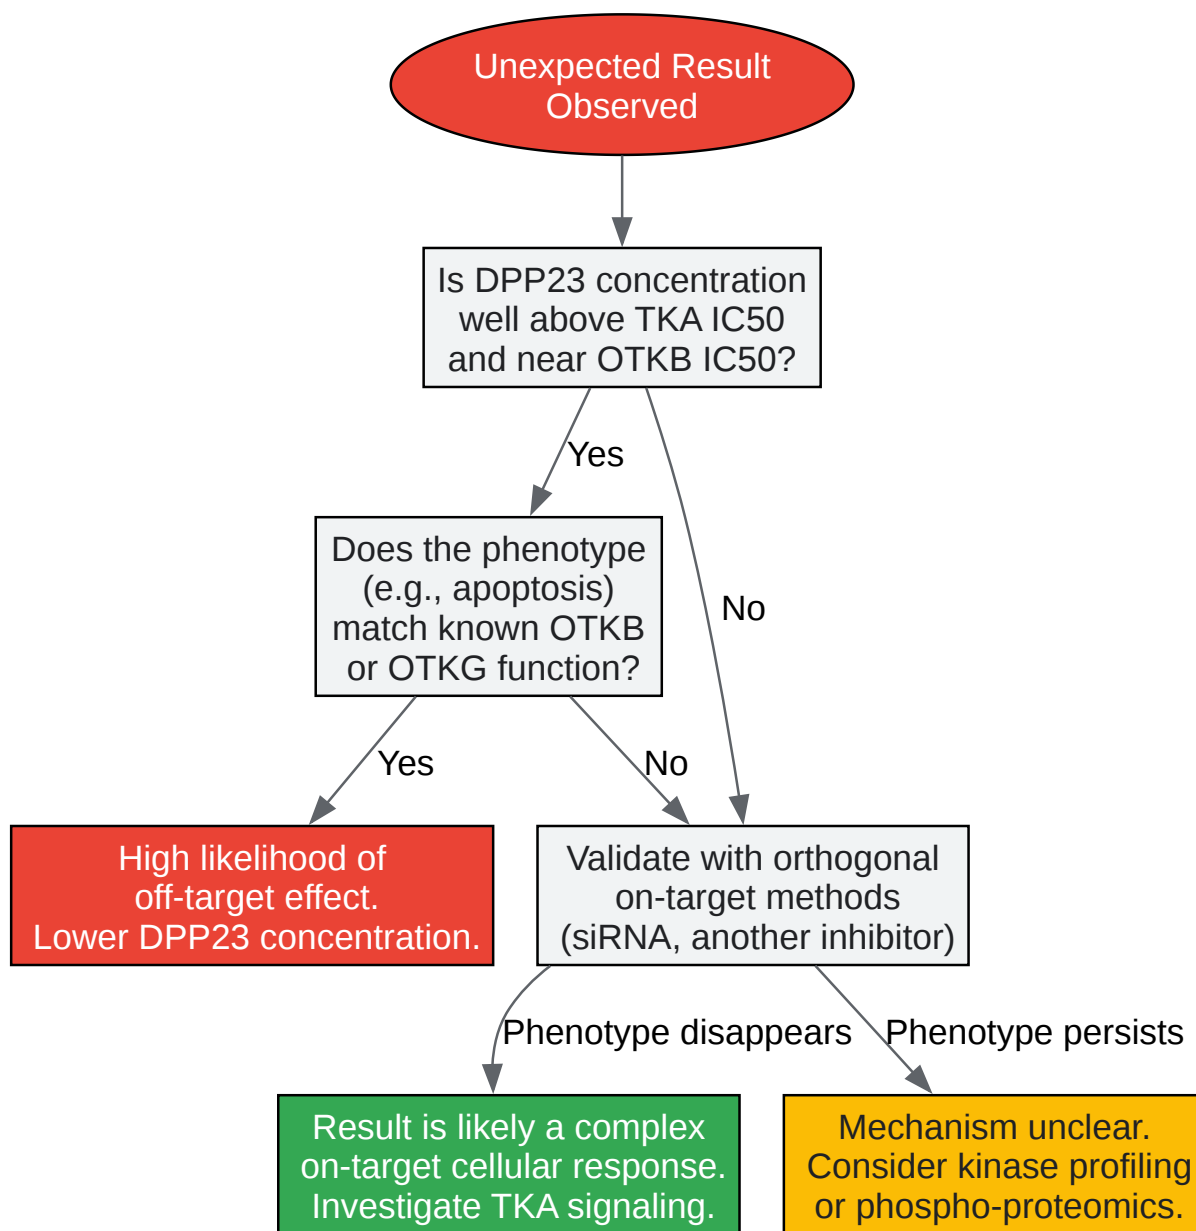 Unexpected Result
Observed
Is DPP23 concentration
well above TKA IC50
and near OTKB IC50?
Yes
No
Does the phenotype
(e.g., apoptosis)
match known OTKB
or OTKG function?
Yes
No
High likelihood of
off-target effect.
Lower DPP23 concentration.
Validate with orthogonal
on-target methods
(siRNA, another inhibitor)
Phenotype disappears
Phenotype persists
Result is likely a complex
on-target cellular response.
Investigate TKA signaling.
Mechanism unclear.
Consider kinase profiling
or phospho-proteomics.